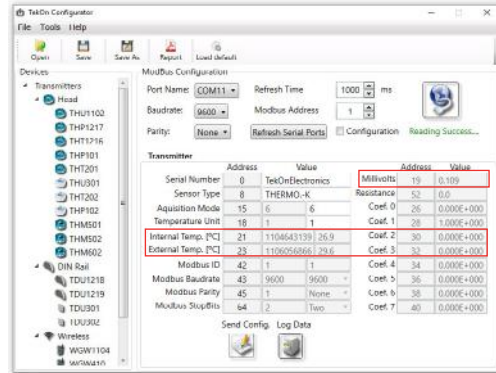 TekOn Configurator
File Tools Help
Open Save Save As Report Load default
Devices
Transmitters
Head
THU1102
THP1217
THT1216
THP101
THT201
THU301
THT202
THP102
THM501
THM502
THM602
DIN Rail
TDU1218
TDU1219
TDU301
TDU302
Wireless
WGW1104
WGW410
ModBus Configuration
Port Name: COM11 Refresh Time 1000 ms
Baudrate: 9600 Modbus Address 1
Parity: None Refresh Serial Ports Configuration Reading Success...
Transmitter
Address Value Address Value
Serial Number 0 TekOnElectronics Millivolts 19 0.109
Sensor Type 8 THERMO.-K Resistance 52 0.0
Aquisition Mode 15 6 6 Coef. 0 26 0.000E+000
Temperature Unit 18 1 1 Coef. 1 28 1.000E+000
Internal Temp. [ºC] 21 1104643139 26.9 Coef. 2 30 0.000E+000
External Temp. [ºC] 23 1106056866 29.6 Coef. 3 32 0.000E+000
Modbus ID 42 1 1 Coef. 4 34 0.000E+000
Modbus Baudrate 43 9600 9600 Coef. 5 36 0.000E+000
Modbus Parity 45 1 None Coef. 6 38 0.000E+000
Modbus StopBits 64 2 Two Coef. 7 40 0.000E+000
Send Config. Log Data